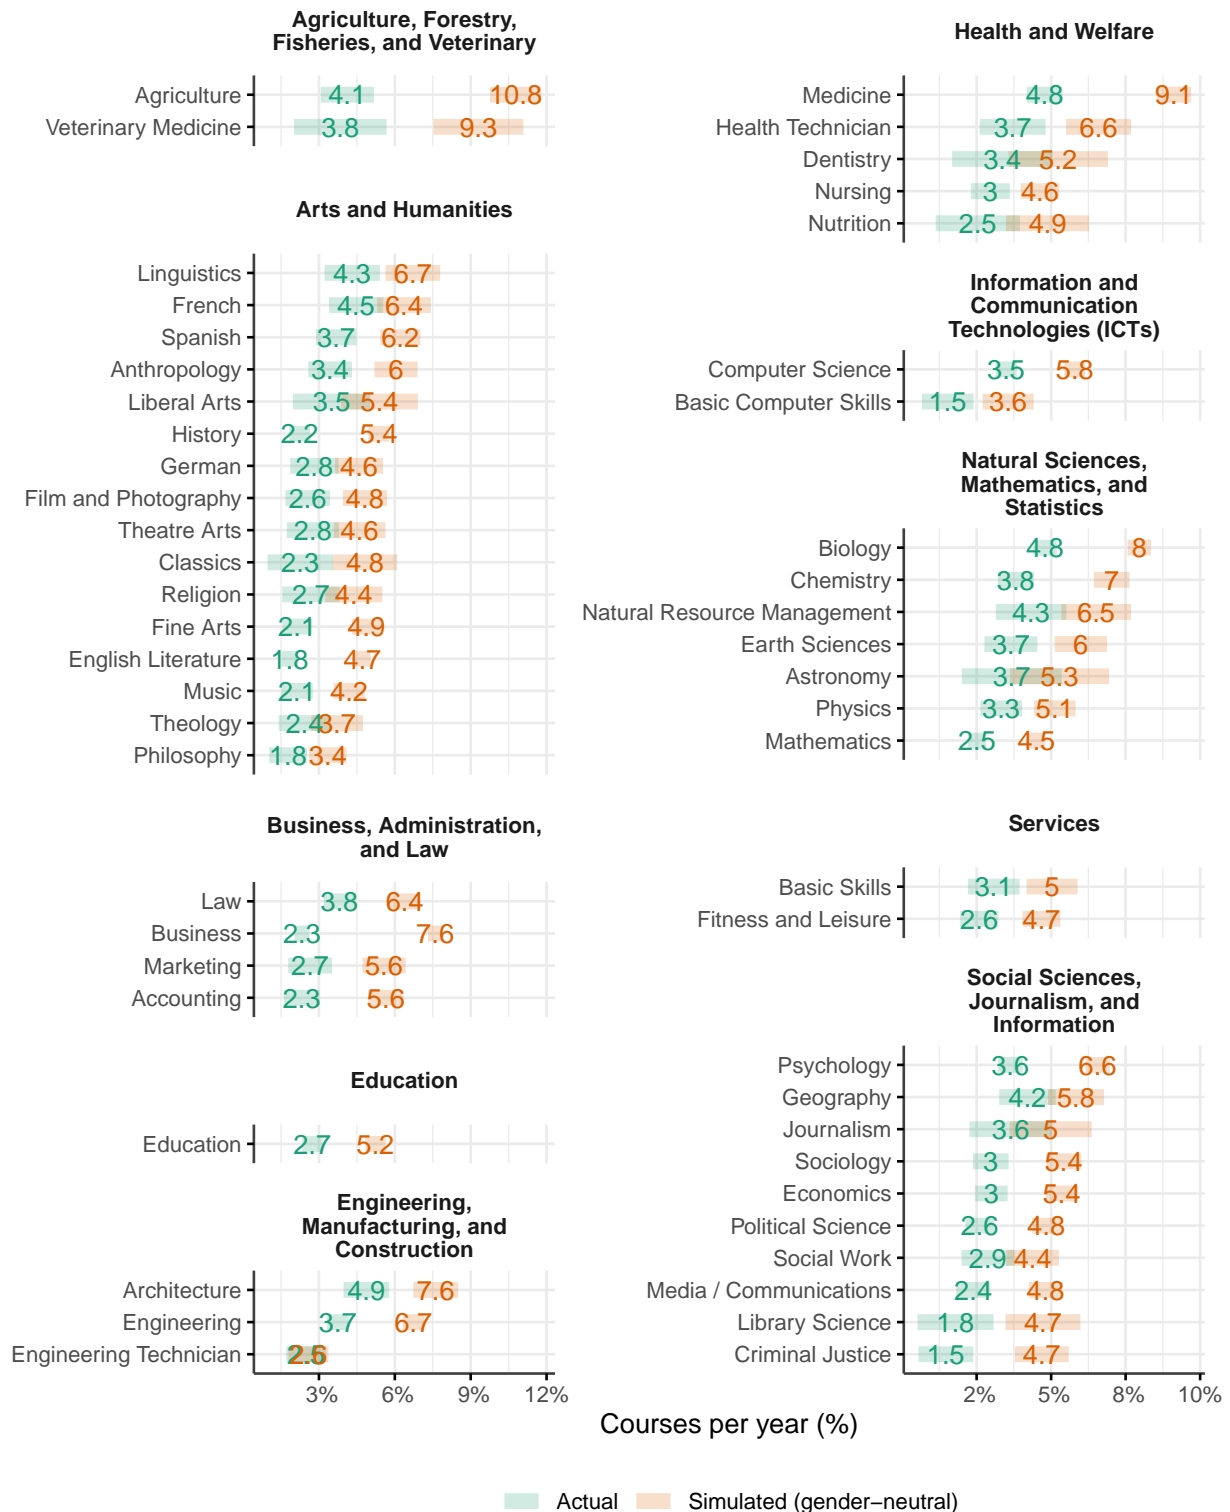 Agriculture, Forestry,
Fisheries, and Veterinary
Agriculture 4.1 10.8
Veterinary Medicine 3.8 9.3
Arts and Humanities
Linguistics 4.3 6.7
French 4.5 6.4
Spanish 3.7 6.2
Anthropology 3.4 6
Liberal Arts 3.5 5.4
History 2.2 5.4
German 2.8 4.6
Film and Photography 2.6 4.8
Theatre Arts 2.8 4.6
Classics 2.3 4.8
Religion 2.7 4.4
Fine Arts 2.1 4.9
English Literature 1.8 4.7
Music 2.1 4.2
Theology 2.4 3.7
Philosophy 1.8 3.4
Business, Administration,
and Law
Law 3.8 6.4
Business 2.3 7.6
Marketing 2.7 5.6
Accounting 2.3 5.6
Education
Education 2.7 5.2
Engineering,
Manufacturing, and
Construction
Architecture 4.9 7.6
Engineering 3.7 6.7
Engineering Technician 2.6
3% 6% 9% 12%
Health and Welfare
Medicine 4.8 9.1
Health Technician 3.7 6.6
Dentistry 3.4 5.2
Nursing 3 4.6
Nutrition 2.5 4.9
Information and
Communication
Technologies (ICTs)
Computer Science 3.5 5.8
Basic Computer Skills 1.5 3.6
Natural Sciences,
Mathematics, and
Statistics
Biology 4.8 8
Chemistry 3.8 7
Natural Resource Management 4.3 6.5
Earth Sciences 3.7 6
Astronomy 3.7 5.3
Physics 3.3 5.1
Mathematics 2.5 4.5
Services
Basic Skills 3.1 5
Fitness and Leisure 2.6 4.7
Social Sciences,
Journalism, and
Information
Psychology 3.6 6.6
Geography 4.2 5.8
Journalism 3.6 5
Sociology 3 5.4
Economics 3 5.4
Political Science 2.6 4.8
Social Work 2.9 4.4
Media / Communications 2.4 4.8
Library Science 1.8 4.7
Criminal Justice 1.5 4.7
2% 5% 8% 10%
Courses per year (%)
Actual Simulated (gender−neutral)